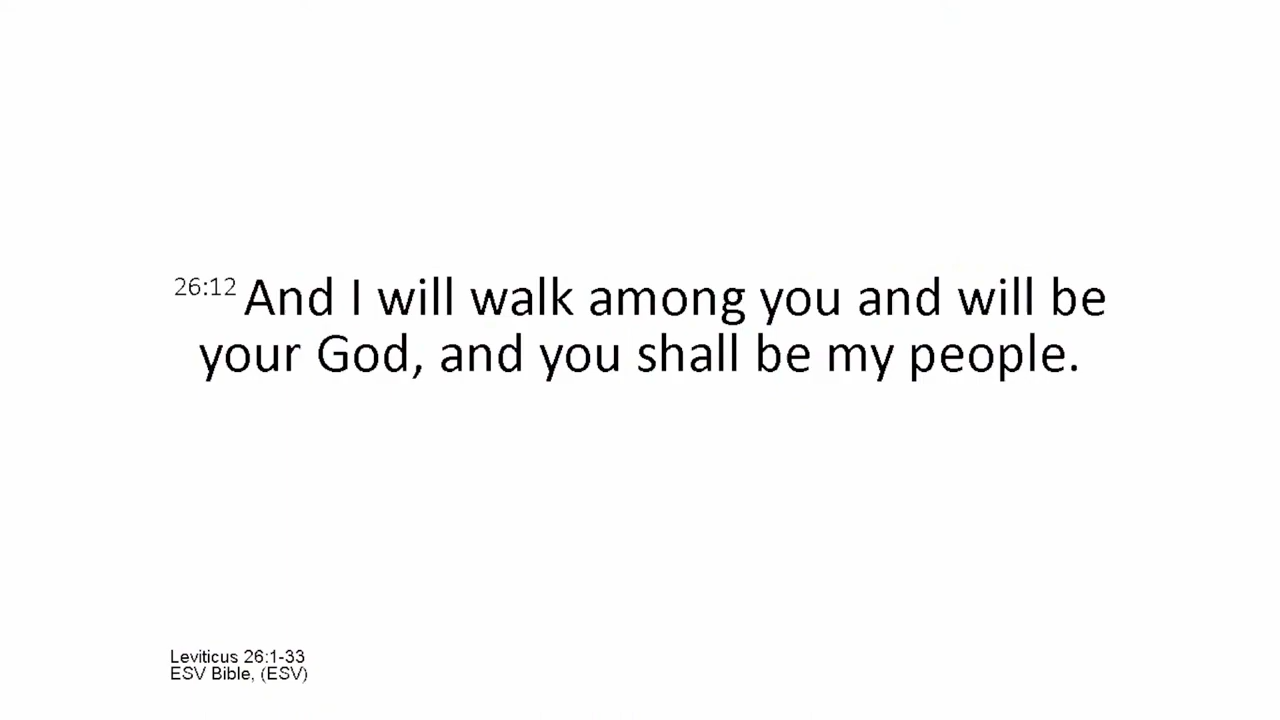 26:12 And I will walk among you and will be
your God, and you shall be my people.
Leviticus 26:1-33
ESV Bible, (ESV)